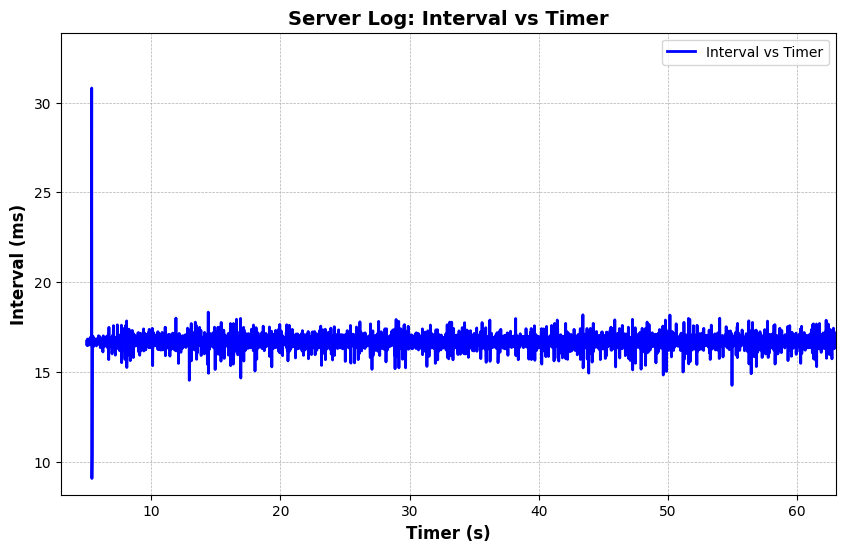 Server Log: Interval vs Timer
Interval vs Timer
Interval (ms)
30
25
20
15
10
10 20 30 40 50 60
Timer (s)